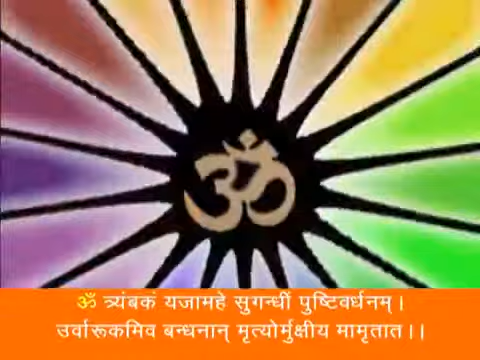 ॐ
ॐ त्र्यंबकं यजामहे सुगन्धीं पुष्टिवर्धनम्।
उर्वारूकमिव बन्धनान् मृत्योर्मुक्षीय मामृतात।।